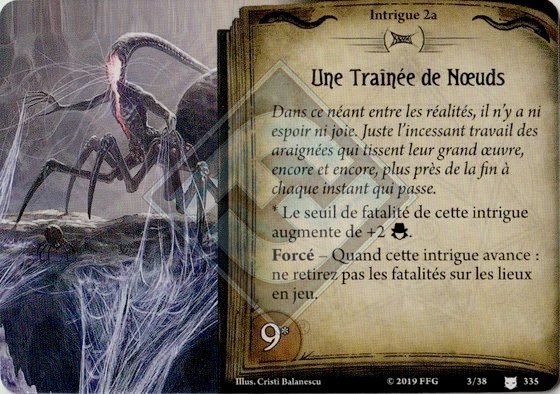 Intrigue 2a
Une Traînée de Nœuds
Dans ce néant entre les réalités, il n'y a ni
espoir ni joie. Juste l'incessant travail des
araignées qui tissent leur grand œuvre,
encore et encore, plus près de la fin à
chaque instant qui passe.
* Le seuil de fatalité de cette intrigue
augmente de +2 .
Forcé – Quand cette intrigue avance :
ne retirez pas les fatalités sur les lieux
en jeu.
9*
Illus. Cristi Balanescu © 2019 FFG 3/38 335